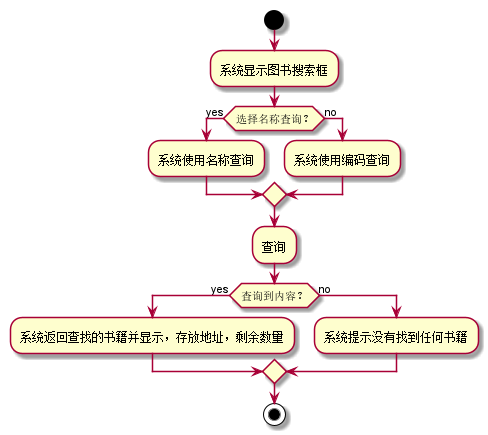 系统显示图书搜索框
选择名称查询？
yes
no
系统使用名称查询
系统使用编码查询
查询
查询到内容？
yes
no
系统返回查找的书籍并显示，存放地址，剩余数量
系统提示没有找到任何书籍